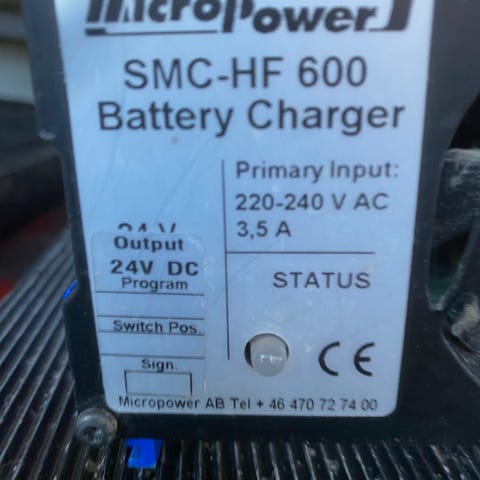 MicroPower
SMC-HF 600
Battery Charger
Primary Input:
220-240 V AC
3,5 A
24 V
Output
24V DC
Program
Switch Pos.
Sign.
STATUS
CE
Micropower AB Tel + 46 470 72 74 00